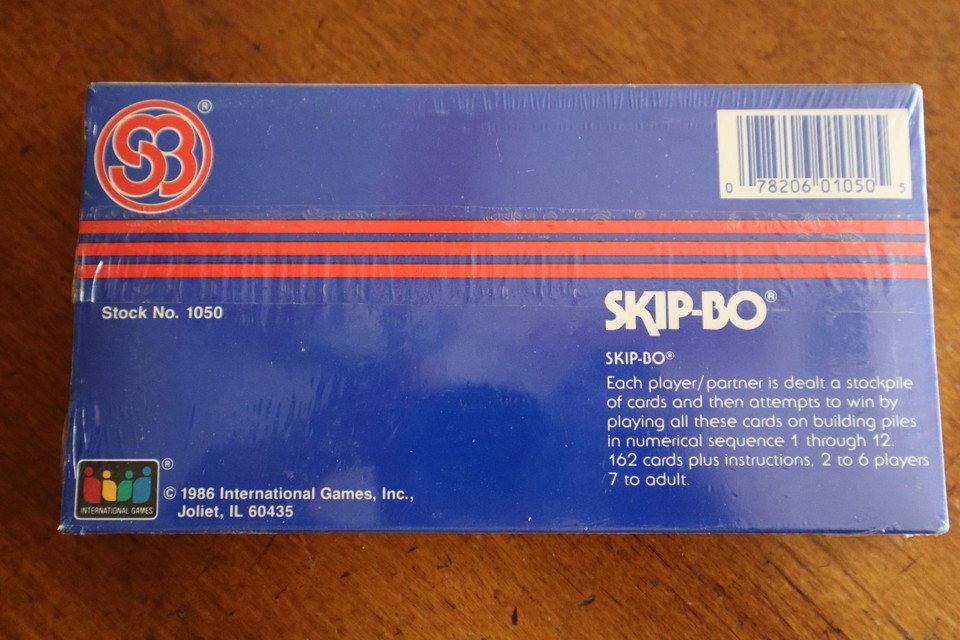 SB®
0 78206 01050 5
Stock No. 1050
SKIP-BO®
SKIP-BO®
Each player/partner is dealt a stockpile
of cards and then attempts to win by
playing all these cards on building piles
in numerical sequence 1 through 12.
162 cards plus instructions, 2 to 6 players
7 to adult.
®
INTERNATIONAL GAMES
© 1986 International Games, Inc.,
Joliet, IL 60435